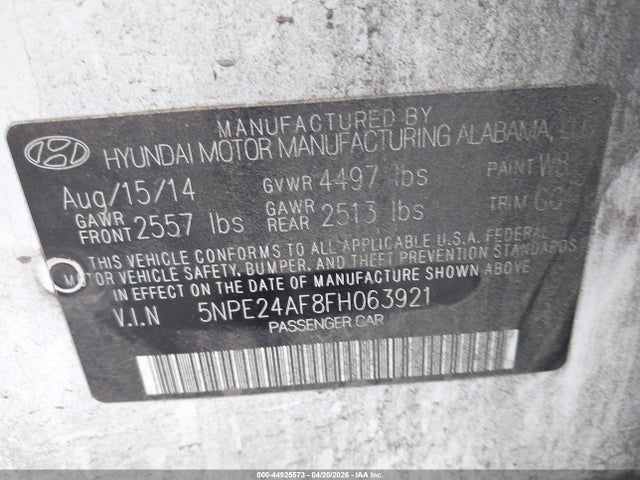 MANUFACTURED BY
HYUNDAI MOTOR MANUFACTURING ALABAMA, LLC
Aug/15/14 GVWR 4497 lbs PAINT W8
GAWR FRONT 2557 lbs GAWR REAR 2513 lbs TRIM
THIS VEHICLE CONFORMS TO ALL APPLICABLE U.S.A. FEDERAL
MOTOR VEHICLE SAFETY, BUMPER, AND THEFT PREVENTION STANDARDS
IN EFFECT ON THE DATE OF MANUFACTURE SHOWN ABOVE
V.I.N 5NPE24AF8FH063921
PASSENGER CAR
000-44925573 - 04/20/2026 - IAA Inc.